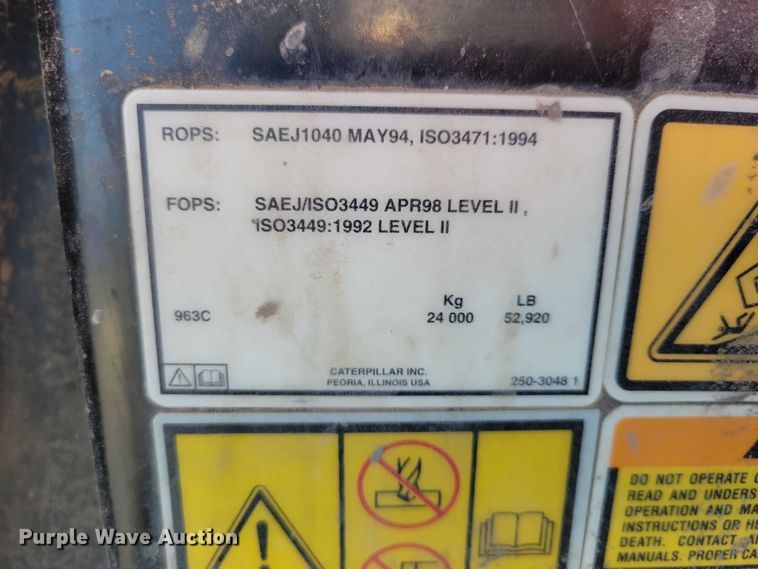 ROPS: SAEJ1040 MAY94, ISO3471:1994
FOPS: SAEJ/ISO3449 APR98 LEVEL II ,
ISO3449:1992 LEVEL II
Kg LB
963C 24 000 52,920
CATERPILLAR INC.
PEORIA, ILLINOIS USA 250-3048 1
DO NOT OPERATE
READ AND UNDERS
OPERATION AND MA
INSTRUCTIONS OR H
DEATH. CONTACT A
MANUALS. PROPER CA
Purple Wave Auction